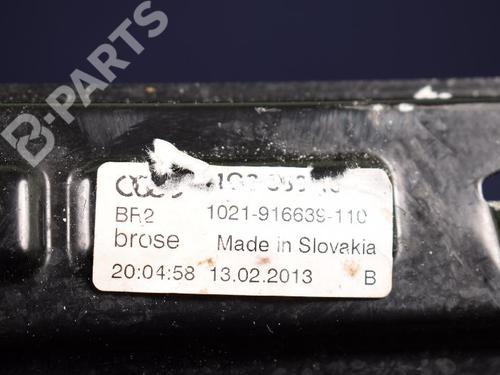 B-PARTS
BR2 1021-916639-110
brose Made in Slovakia
20:04:58 13.02.2013 B